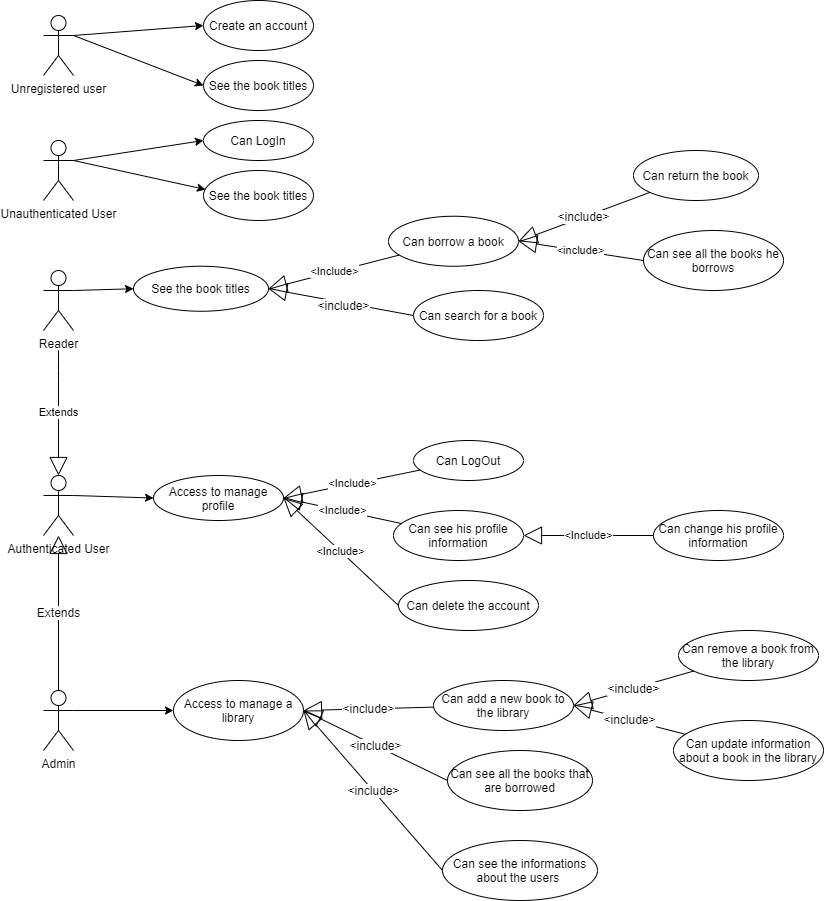 Create an account
See the book titles
Unregistered user
Can LogIn
See the book titles
Unauthenticated User
Can return the book
<include>
Can borrow a book
<include>
Can see all the books he
borrows
<Include>
See the book titles
<include>
Can search for a book
Reader
Extends
Can LogOut
<Include>
Access to manage
profile
<Include>
Can see his profile
information
<Include>
Can change his profile
information
Authenticated User
<Include>
Can delete the account
Extends
Can remove a book from
the library
<include>
Access to manage a
library
<include>
Can add a new book to
the library
<include>
Can update information
about a book in the library
Admin
<include>
Can see all the books that
are borrowed
<include>
Can see the informations
about the users